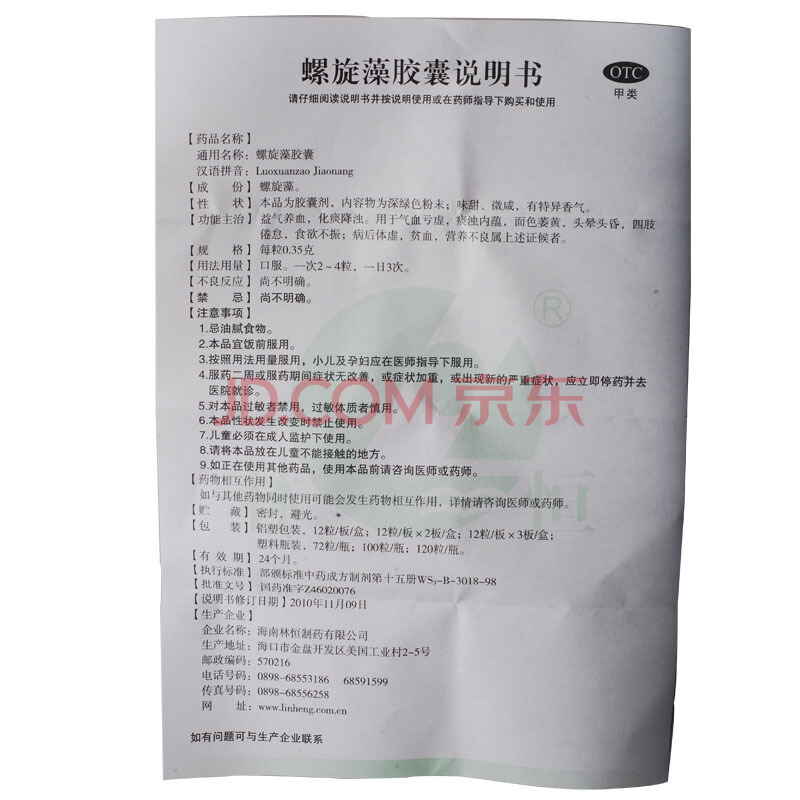 螺旋藻胶囊说明书
OTC
甲类
请仔细阅读说明书并按说明使用或在药师指导下购买和使用
【药品名称】
通用名称：螺旋藻胶囊
汉语拼音：Luoxuanzao Jiaonang
【成 份】螺旋藻。
【性 状】本品为胶囊剂，内容物为深绿色粉末；味甜、微咸，有特异香气。
【功能主治】益气养血，化痰降浊。用于气血亏虚，痰浊内蕴，面色萎黄，头晕头昏，四肢
倦怠，食欲不振；病后体虚，贫血，营养不良属上述证候者。
【规 格】每粒0.35克
【用法用量】口服。一次2～4粒，一日3次。
【不良反应】尚不明确。
【禁 忌】尚不明确。
【注意事项】
1.忌油腻食物。
2.本品宜饭前服用。
3.按照用法用量服用，小儿及孕妇应在医师指导下服用。
4.服药二周或服药期间症状无改善，或症状加重，或出现新的严重症状，应立即停药并去
医院就诊。
5.对本品过敏者禁用，过敏体质者慎用。
6.本品性状发生改变时禁止使用。
7.儿童必须在成人监护下使用。
8.请将本品放在儿童不能接触的地方。
9.如正在使用其他药品，使用本品前请咨询医师或药师。
【药物相互作用】
如与其他药物同时使用可能会发生药物相互作用，详情请咨询医师或药师。
【贮 藏】密封，避光。
【包 装】铝塑包装，12粒/板/盒；12粒/板×2板/盒；12粒/板×3板/盒；
塑料瓶装，72粒/瓶；100粒/瓶；120粒/瓶。
【有 效 期】24个月。
【执行标准】部颁标准中药成方制剂第十五册WS₃-B-3018-98
【批准文号】国药准字Z46020076
【说明书修订日期】2010年11月09日
【生产企业】
企业名称：海南林恒制药有限公司
生产地址：海口市金盘开发区美国工业村2-5号
邮政编码：570216
电话号码：0898-68553186 68591599
传真号码：0898-68556258
网 址：www.linheng.com.cn
如有问题可与生产企业联系
JD.COM 京东
®
恒